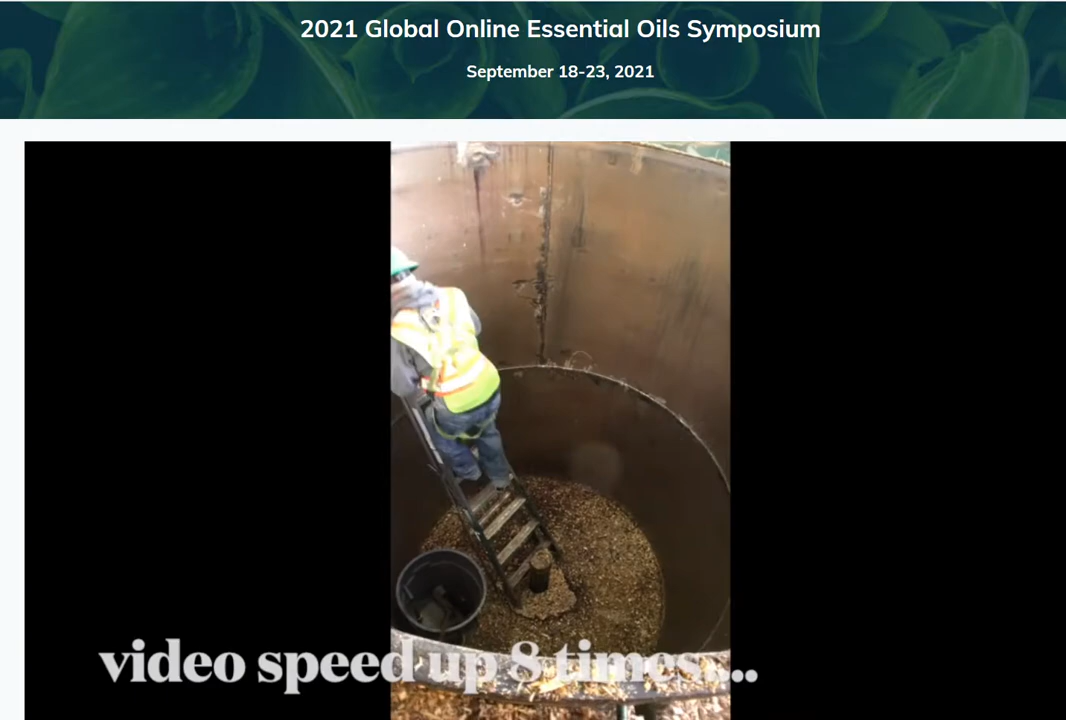 2021 Global Online Essential Oils Symposium
September 18-23, 2021
video speed up 8 times....